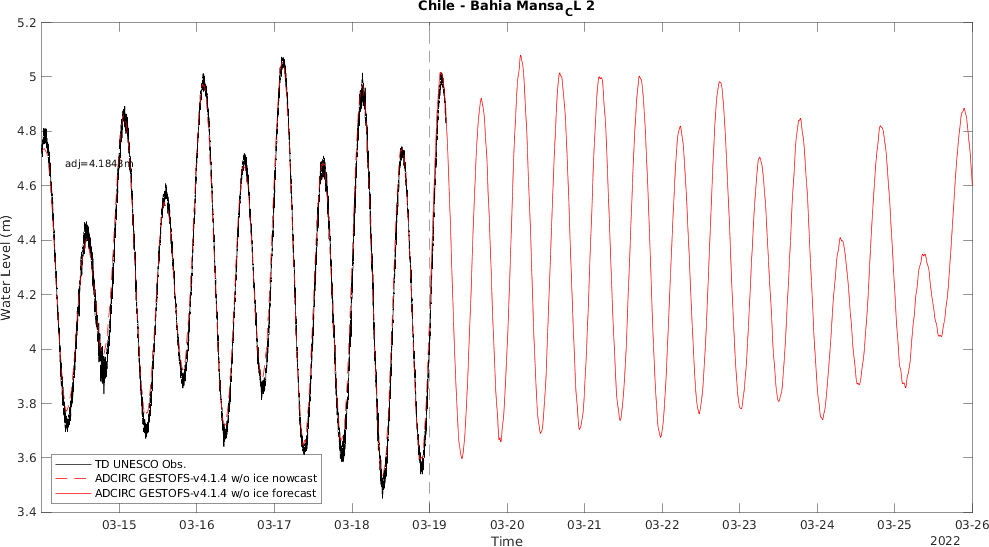 Chile - Bahia Mansa_CL 2
5.2
5
4.8
4.6
4.4
4.2
4
3.8
3.6
3.4
Water Level (m)
adj=4.1843m
TD UNESCO Obs.
ADCIRC GESTOFS-v4.1.4 w/o ice nowcast
ADCIRC GESTOFS-v4.1.4 w/o ice forecast
03-15 03-16 03-17 03-18 03-19 03-20 03-21 03-22 03-23 03-24 03-25 03-26
Time
2022